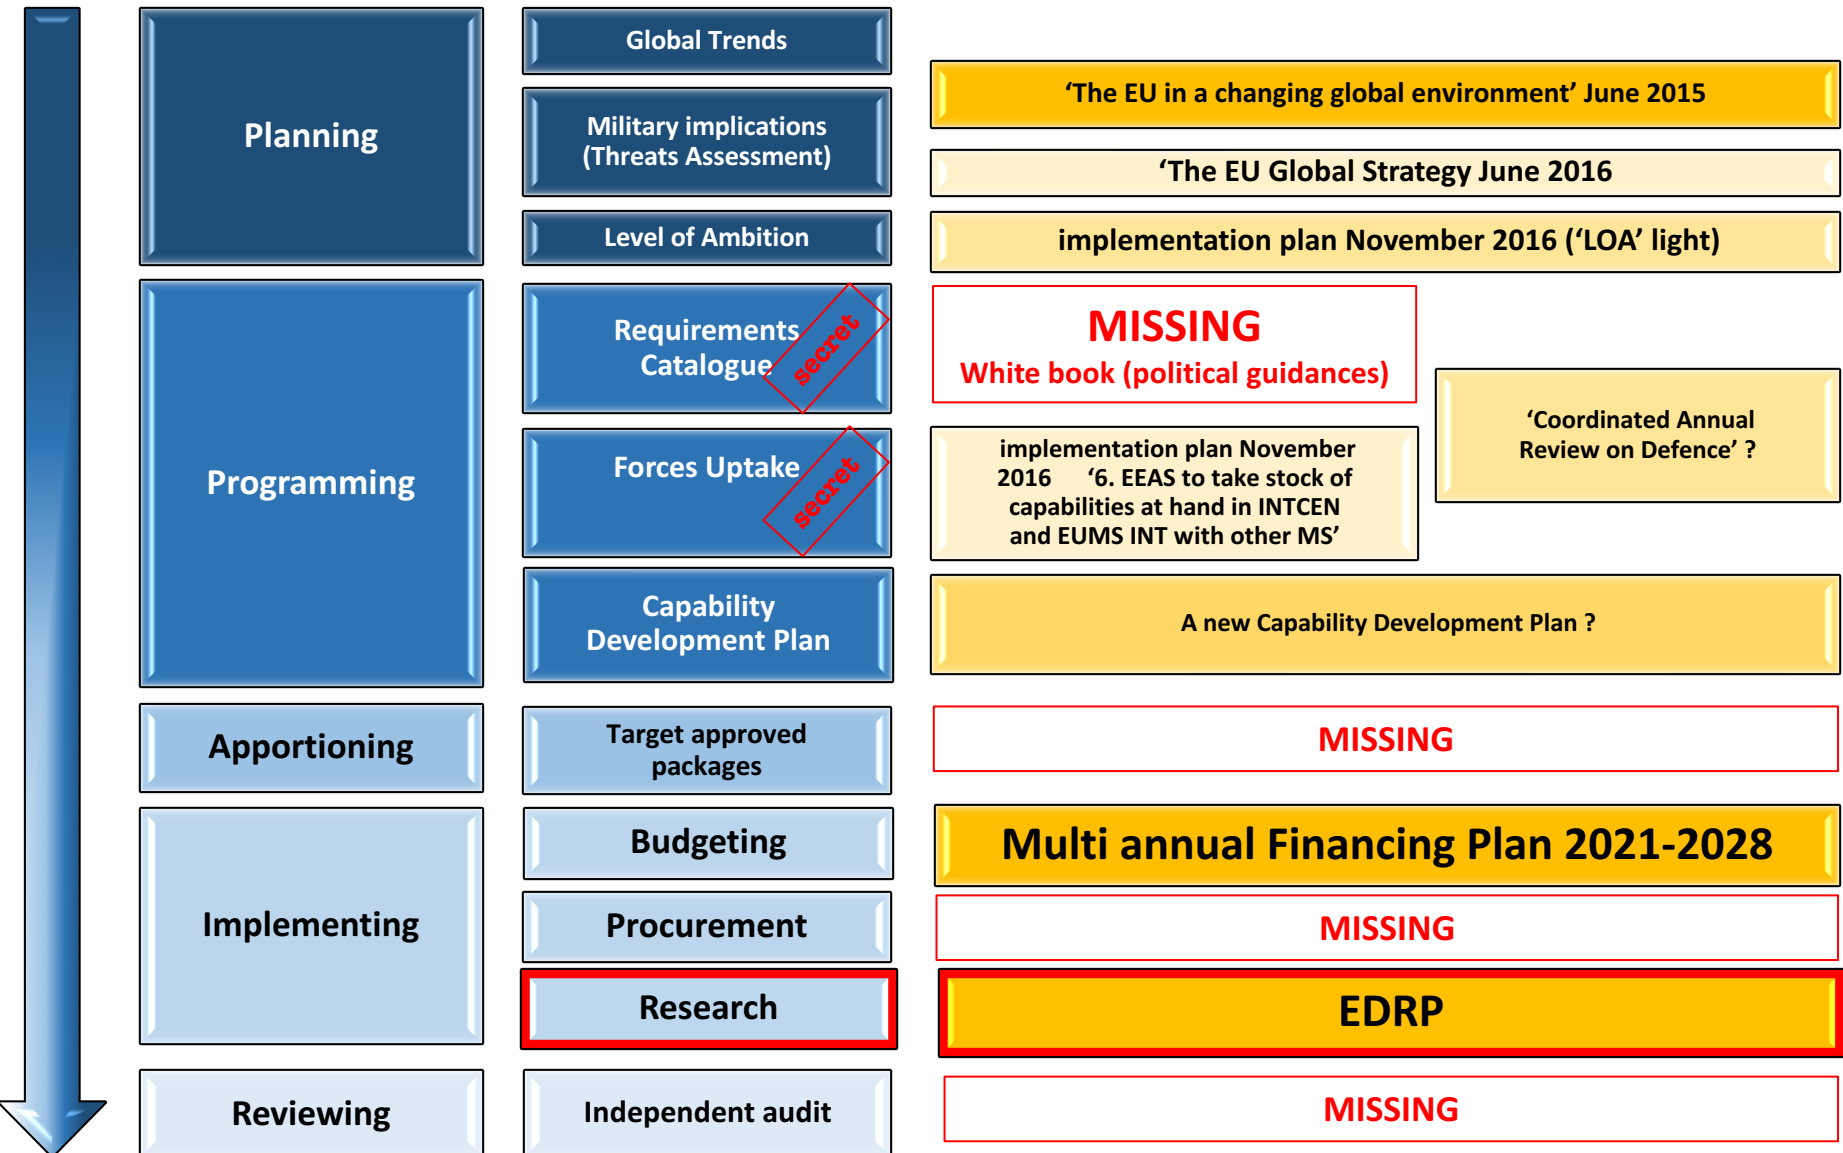 Planning
Global Trends
Military implications
(Threats Assessment)
Level of Ambition
‘The EU in a changing global environment’ June 2015
‘The EU Global Strategy June 2016
implementation plan November 2016 (‘LOA’ light)
Programming
Requirements
Catalogue
secret
MISSING
White book (political guidances)
Forces Uptake
secret
implementation plan November
2016 ‘6. EEAS to take stock of
capabilities at hand in INTCEN
and EUMS INT with other MS’
‘Coordinated Annual
Review on Defence’ ?
Capability
Development Plan
A new Capability Development Plan ?
Apportioning
Target approved
packages
MISSING
Implementing
Budgeting
Multi annual Financing Plan 2021-2028
Procurement
MISSING
Research
EDRP
Reviewing
Independent audit
MISSING